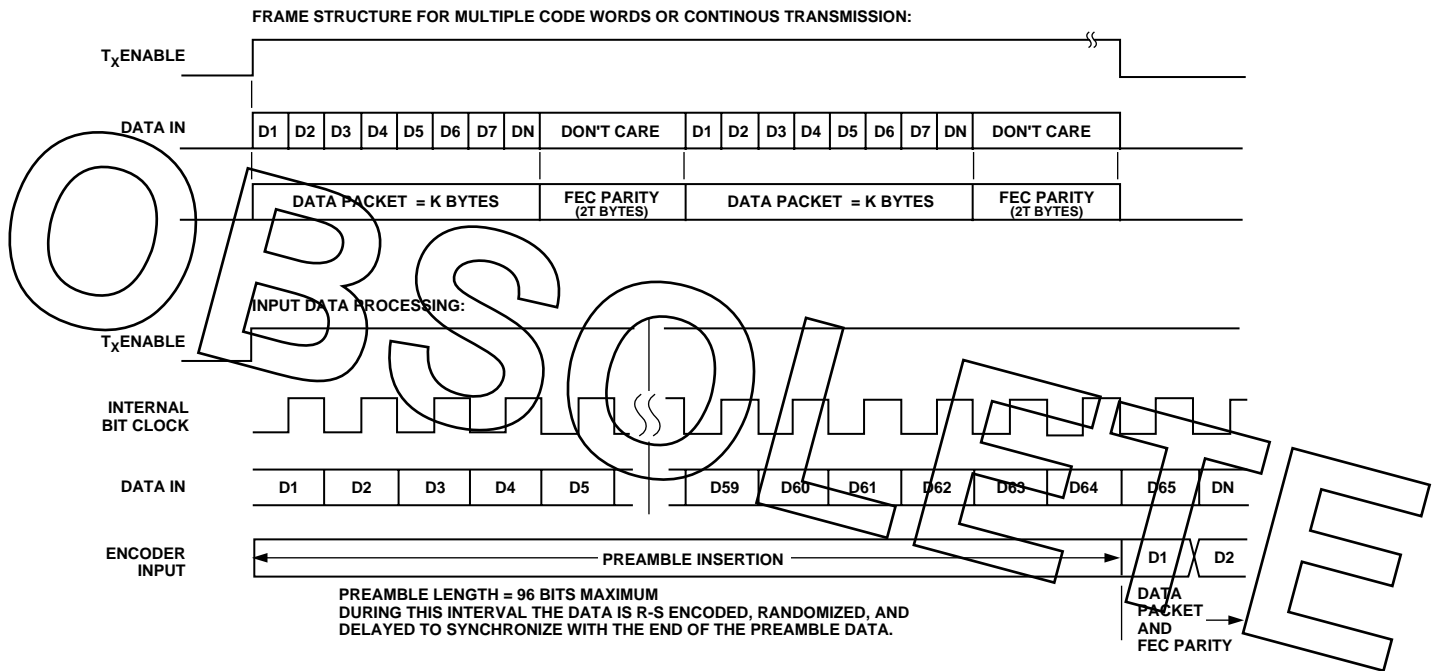 FRAME STRUCTURE FOR MULTIPLE CODE WORDS OR CONTINOUS TRANSMISSION:
TXENABLE
DATA IN D1 D2 D3 D4 D5 D6 D7 DN DON'T CARE D1 D2 D3 D4 D5 D6 D7 DN DON'T CARE
DATA PACKET = K BYTES FEC PARITY (2T BYTES) DATA PACKET = K BYTES FEC PARITY (2T BYTES)
INPUT DATA PROCESSING:
TXENABLE
INTERNAL
BIT CLOCK
DATA IN D1 D2 D3 D4 D5 D59 D60 D61 D62 D63 D64 D65 DN
ENCODER
INPUT
PREAMBLE INSERTION D1 D2
PREAMBLE LENGTH = 96 BITS MAXIMUM
DURING THIS INTERVAL THE DATA IS R-S ENCODED, RANDOMIZED, AND
DELAYED TO SYNCHRONIZE WITH THE END OF THE PREAMBLE DATA.
DATA
PACKET
AND
FEC PARITY
OBSOLETE